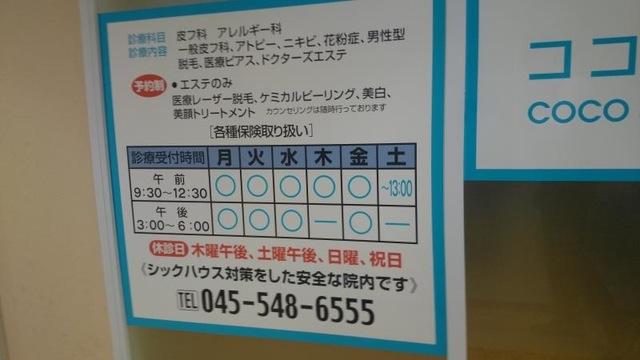 診療科目 皮フ科 アレルギー科
診療内容 一般皮フ科、アトピー、ニキビ、花粉症、男性型
脱毛、医療ピアス、ドクターズエステ
予約制 ●エステのみ
医療レーザー脱毛、ケミカルピーリング、美白、
美顔トリートメント カウンセリングは随時行っております
[各種保険取り扱い]
診療受付時間 月 火 水 木 金 土
午前 9:30~12:30 ○ ○ ○ ○ ○ ~13:00
午後 3:00~6:00 ○ ○ ○ — ○ —
休診日 木曜午後、土曜午後、日曜、祝日
《シックハウス対策をした安全な院内です》
TEL 045-548-6555
ココ
COCO